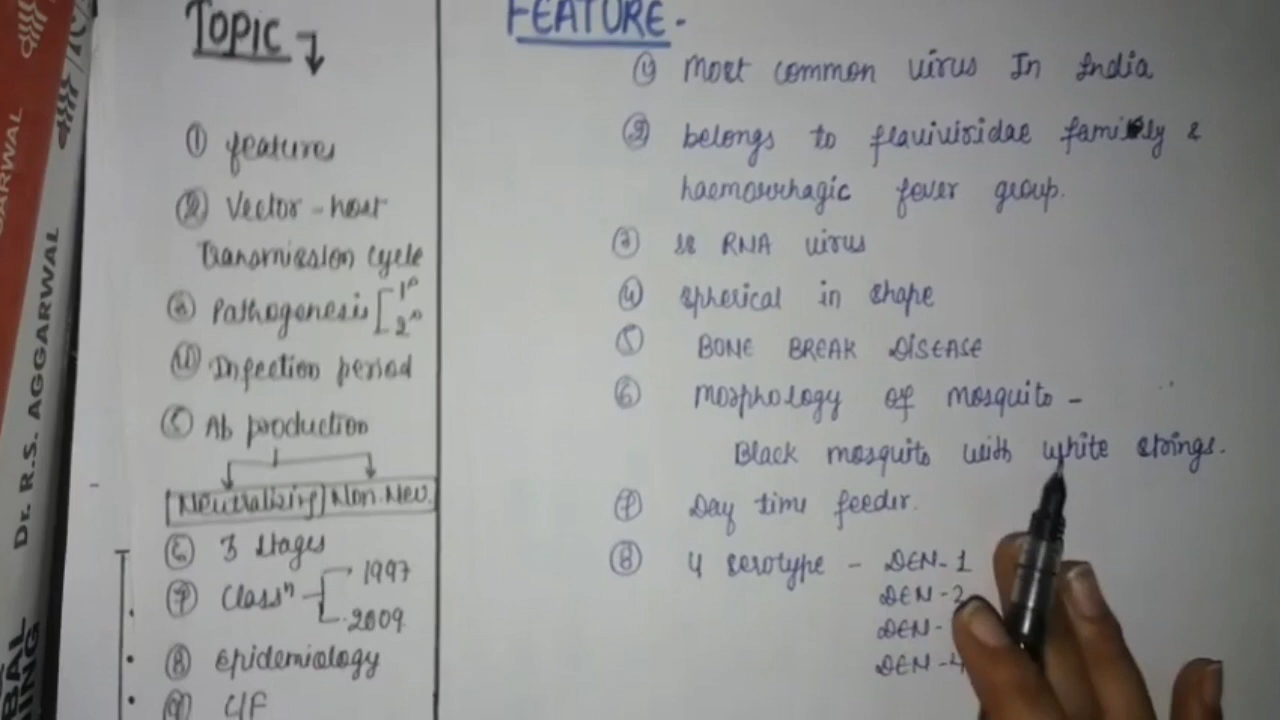 TOPIC
① features
② Vector-host
Transmission cycle
③ Pathogenesis 1° 2°
④ Infection period
⑤ Ab production
Neutralizing Non. Neu.
⑥ 3 stages
⑦ Classⁿ 1997
2009
⑧ epidemiology
⑨ C/F
FEATURE -
① Most common virus In India
② belongs to flaviviridae family &
haemorrhagic fever group.
③ ss RNA virus
④ spherical in shape
⑤ BONE BREAK DISEASE
⑥ Morphology of mosquito -
Black mosquito with white strings.
⑦ Day time feeder.
⑧ 4 serotype - DEN-1
DEN-2
DEN-
DEN-4
Dr. R.S. AGGARWAL